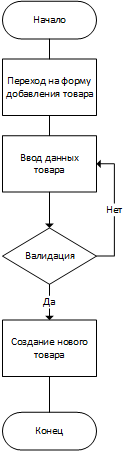 Начало
Переход на форму
добавления товара
Ввод данных
товара
Нет
Валидация
Да
Создание нового
товара
Конец